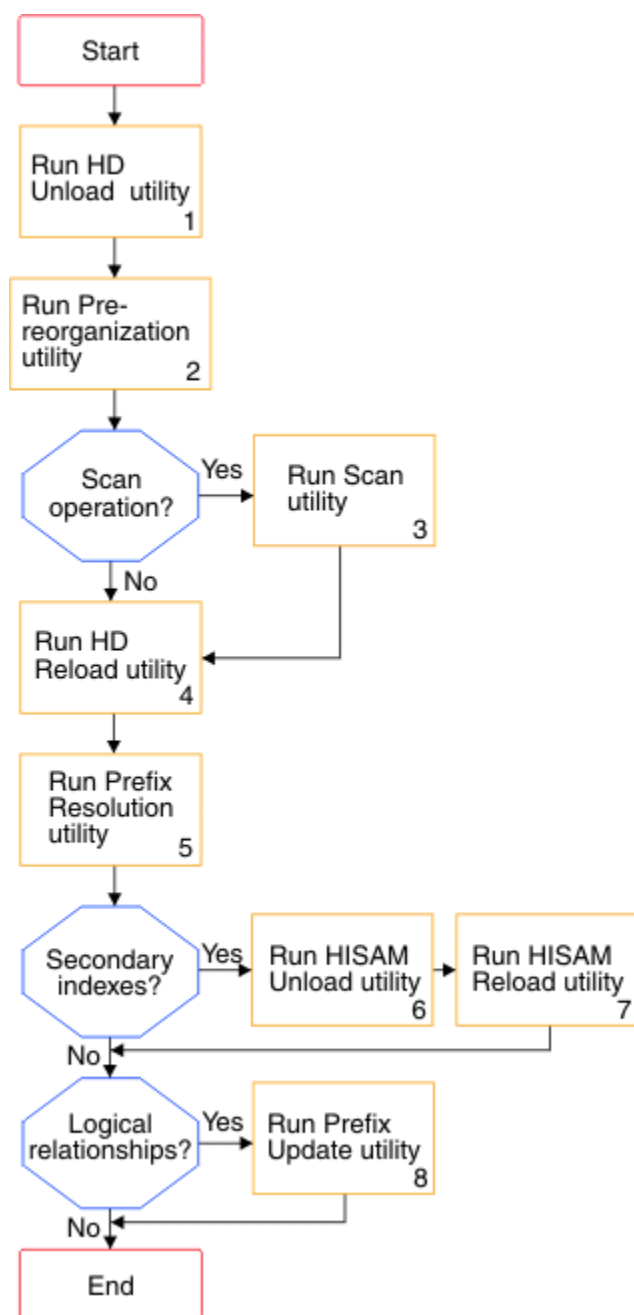 Start
Run HD
Unload utility
1
Run Pre-
reorganization
utility
2
Scan
operation?
Yes
Run Scan
utility
3
No
Run HD
Reload utility
4
Run Prefix
Resolution
utility
5
Secondary
indexes?
Yes
Run HISAM
Unload utility
6
Run HISAM
Reload utility
7
No
Logical
relationships?
Yes
Run Prefix
Update utility
8
No
End